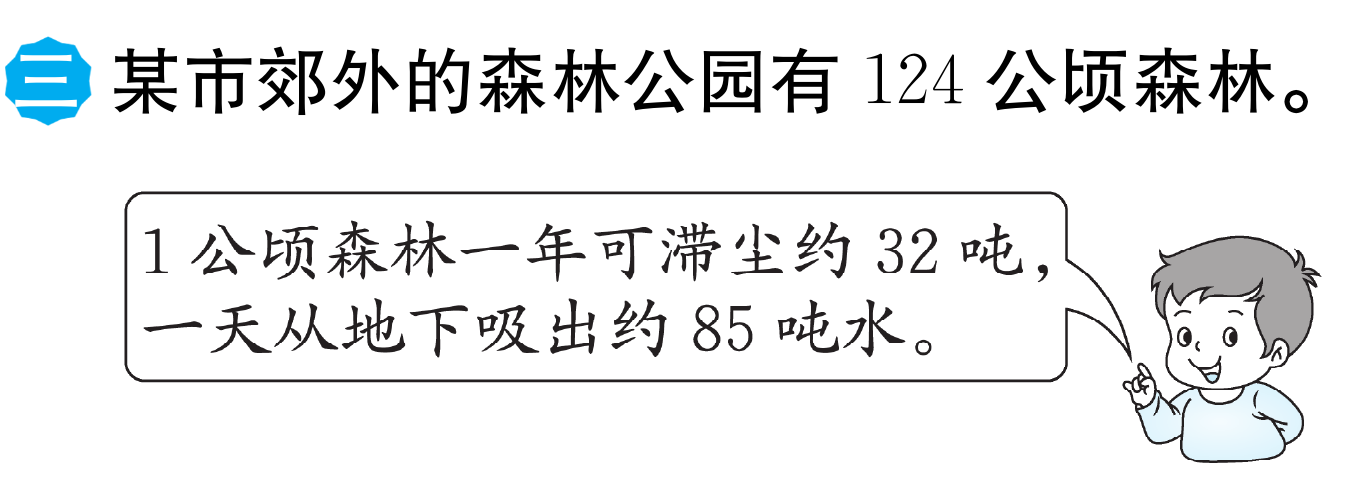 三 某市郊外的森林公园有 124 公顷森林。
1 公顷森林一年可滞尘约 32 吨，
一天从地下吸出约 85 吨水。